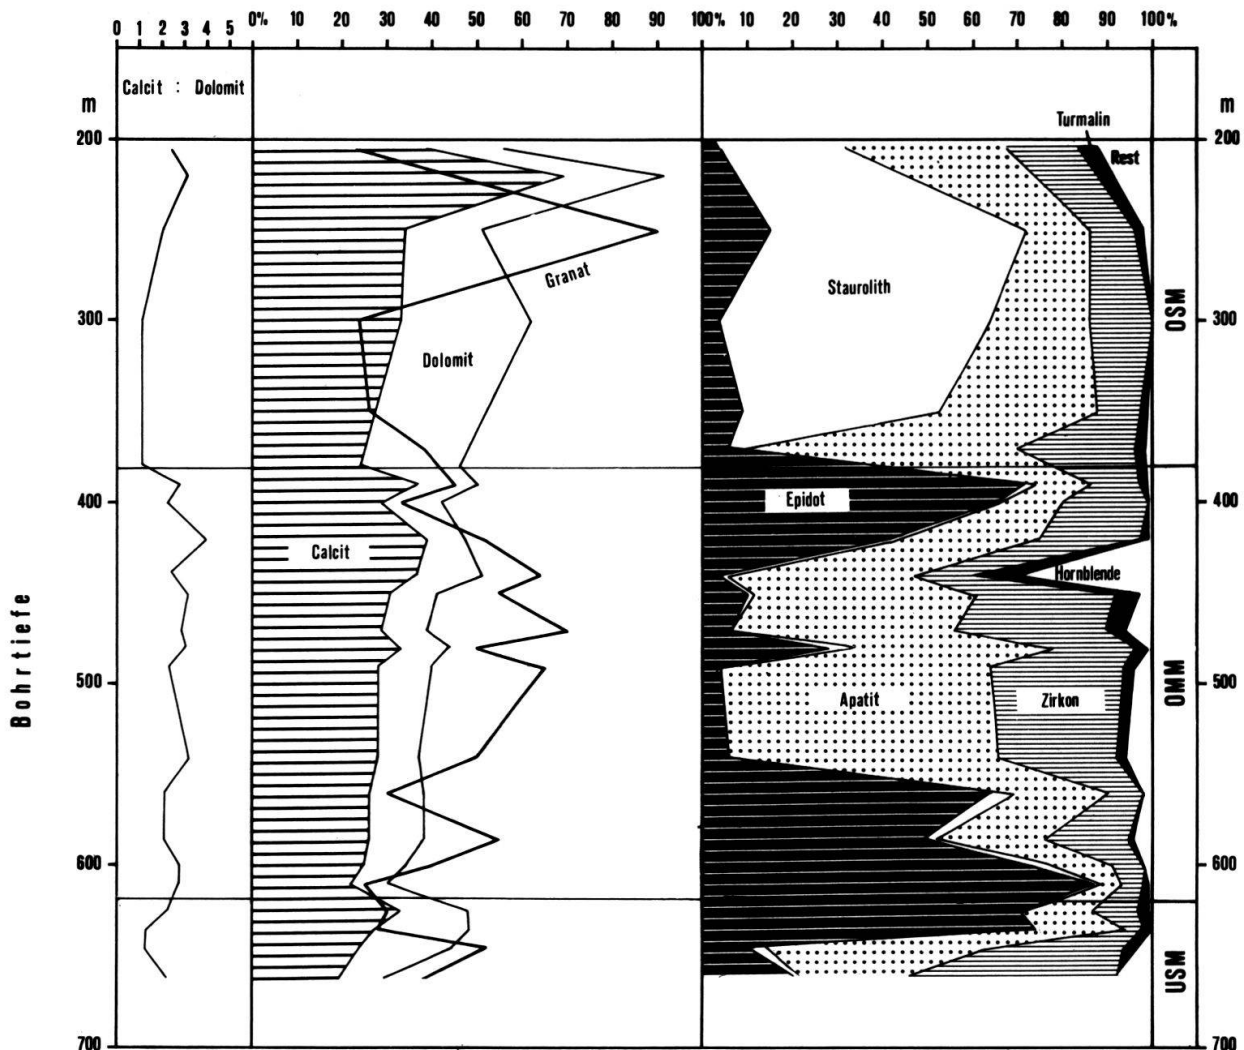 0 1 2 3 4 5 0% 10 20 30 40 50 60 70 80 90 100% 10 20 30 40 50 60 70 80 90 100%
Calcit : Dolomit
m m
Turmalin
200 200
Rest
Granat
Staurolith
OSM
300 300
Dolomit
400 Epidot 400
Calcit
Hornblende
Bohrtiefe
500 500
Apatit Zirkon
OMM
600 600
USM
700 700